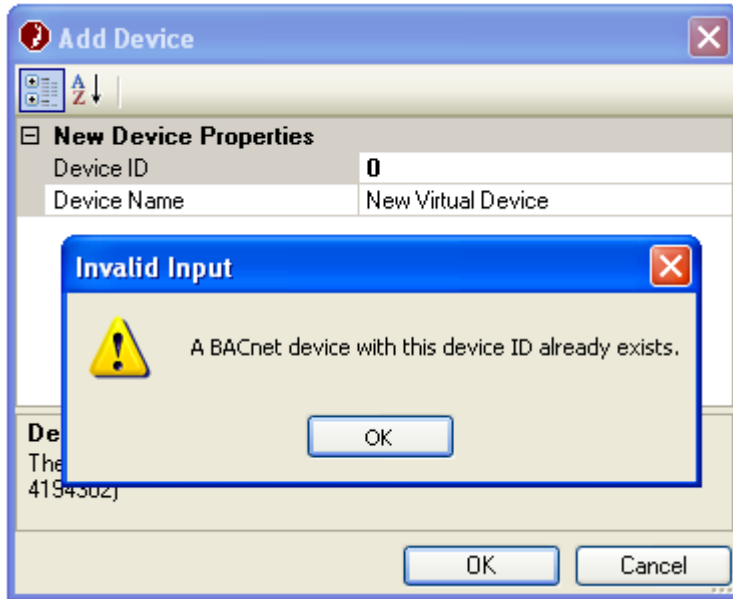 Add Device
A
Z
New Device Properties
Device ID 0
Device Name New Virtual Device
Invalid Input
A BACnet device with this device ID already exists.
OK
De
The
4194302)
OK Cancel